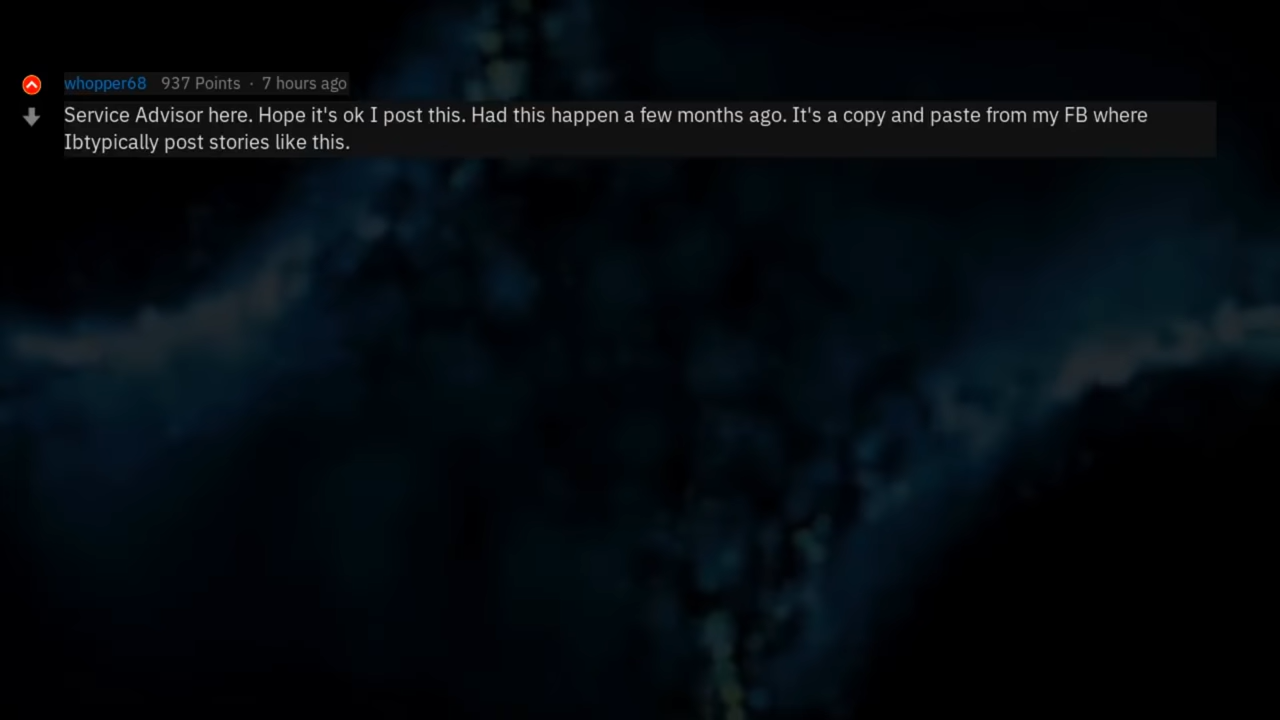 whopper68 937 Points · 7 hours ago
Service Advisor here. Hope it's ok I post this. Had this happen a few months ago. It's a copy and paste from my FB where
Ibtypically post stories like this.